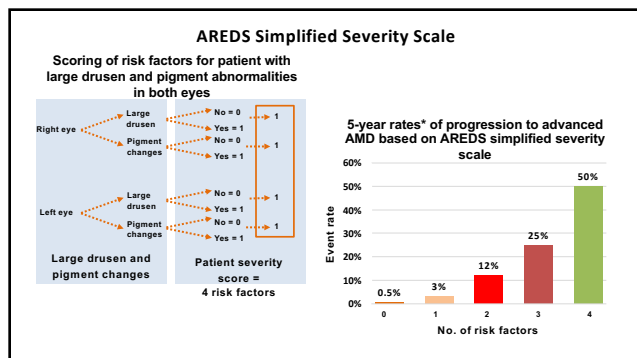 AREDS Simplified Severity Scale
Scoring of risk factors for patient with
large drusen and pigment abnormalities
in both eyes
Right eye
Large
drusen
Pigment
changes
No = 0
Yes = 1
No = 0
Yes = 1
1
1
Left eye
Large
drusen
Pigment
changes
No = 0
Yes = 1
No = 0
Yes = 1
1
1
Large drusen and
pigment changes
Patient severity
score =
4 risk factors
5-year rates* of progression to advanced
AMD based on AREDS simplified severity
scale
Event rate
60%
50%
40%
30%
20%
10%
0%
0.5%
3%
12%
25%
50%
0
1
2
3
4
No. of risk factors